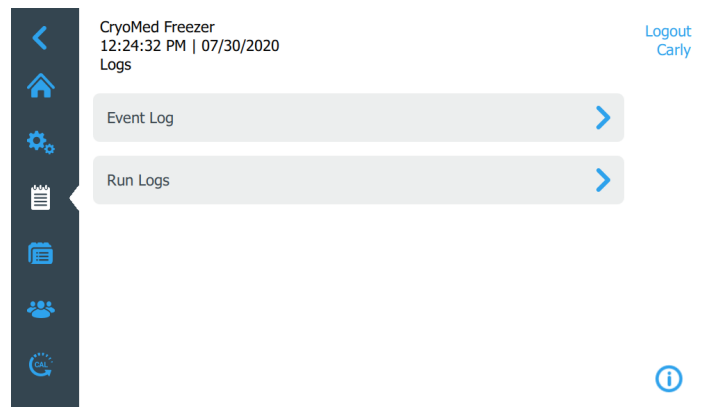 CryoMed Freezer
12:24:32 PM | 07/30/2020
Logs
Logout
Carly
Event Log
Run Logs
CAL